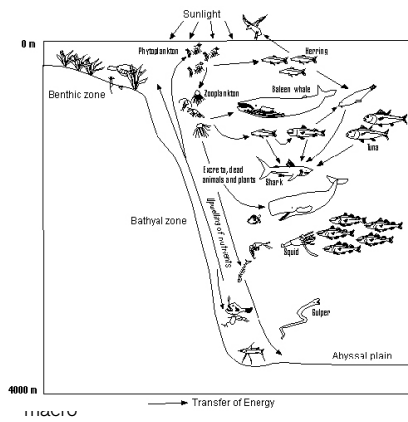 Sunlight
0 m
Phytoplankton
Herring
Benthic zone
Zooplankton
Baleen whale
Tuna
Excreta, dead
animals and plants
Shark
Bathyal zone
Upwelling of nutrients
Squid
Gulper
Abyssal plain
4000 m
Transfer of Energy
macro